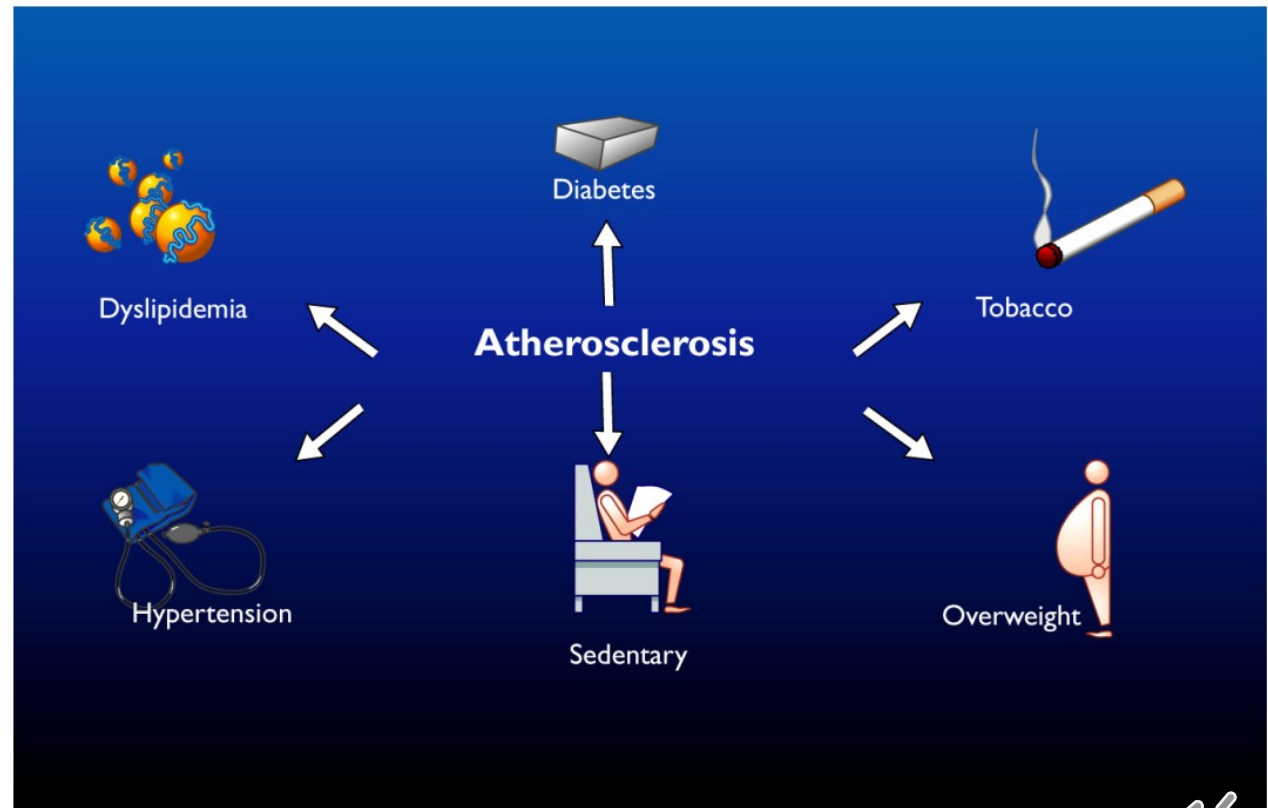 Diabetes
Dyslipidemia
Tobacco
Atherosclerosis
Hypertension
Overweight
Sedentary